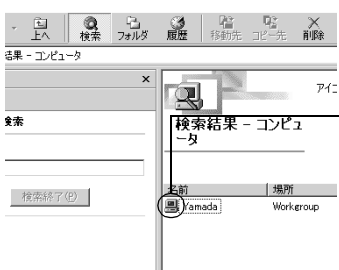 上へ 検索 フォルダ 履歴 移動先 コピー先 削除
結果 - コンピュータ
検索
検索終了(P)
アイコ
検索結果 - コンピュ
ータ
名前 場所
Yamada Workgroup